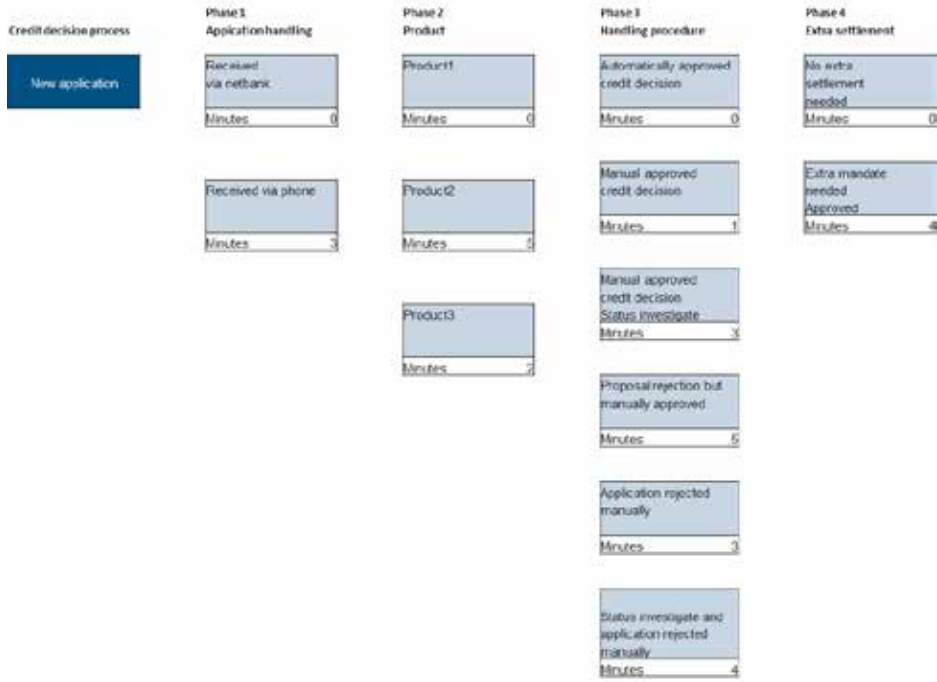 Credit decision process
New application
Phase 1
Appication handling
Received
via netbank
Minutes 0
Received via phone
Minutes 3
Phase 2
Product
Product1
Minutes 0
Product2
Minutes 5
Product3
Minutes 2
Phase 3
Handling procedure
Automatically approved
credit decision
Minutes 0
Manual approved
credit decision
Minutes 1
Manual approved
credit decision
Status investigate
Minutes 3
Proposal rejection but
manually approved
Minutes 5
Application rejected
manually
Minutes 3
Status investigate and
application rejected
manually
Minutes 4
Phase 4
Extra settlement
No extra
settlement
needed
Minutes 0
Extra mandate
needed
Approved
Minutes 4